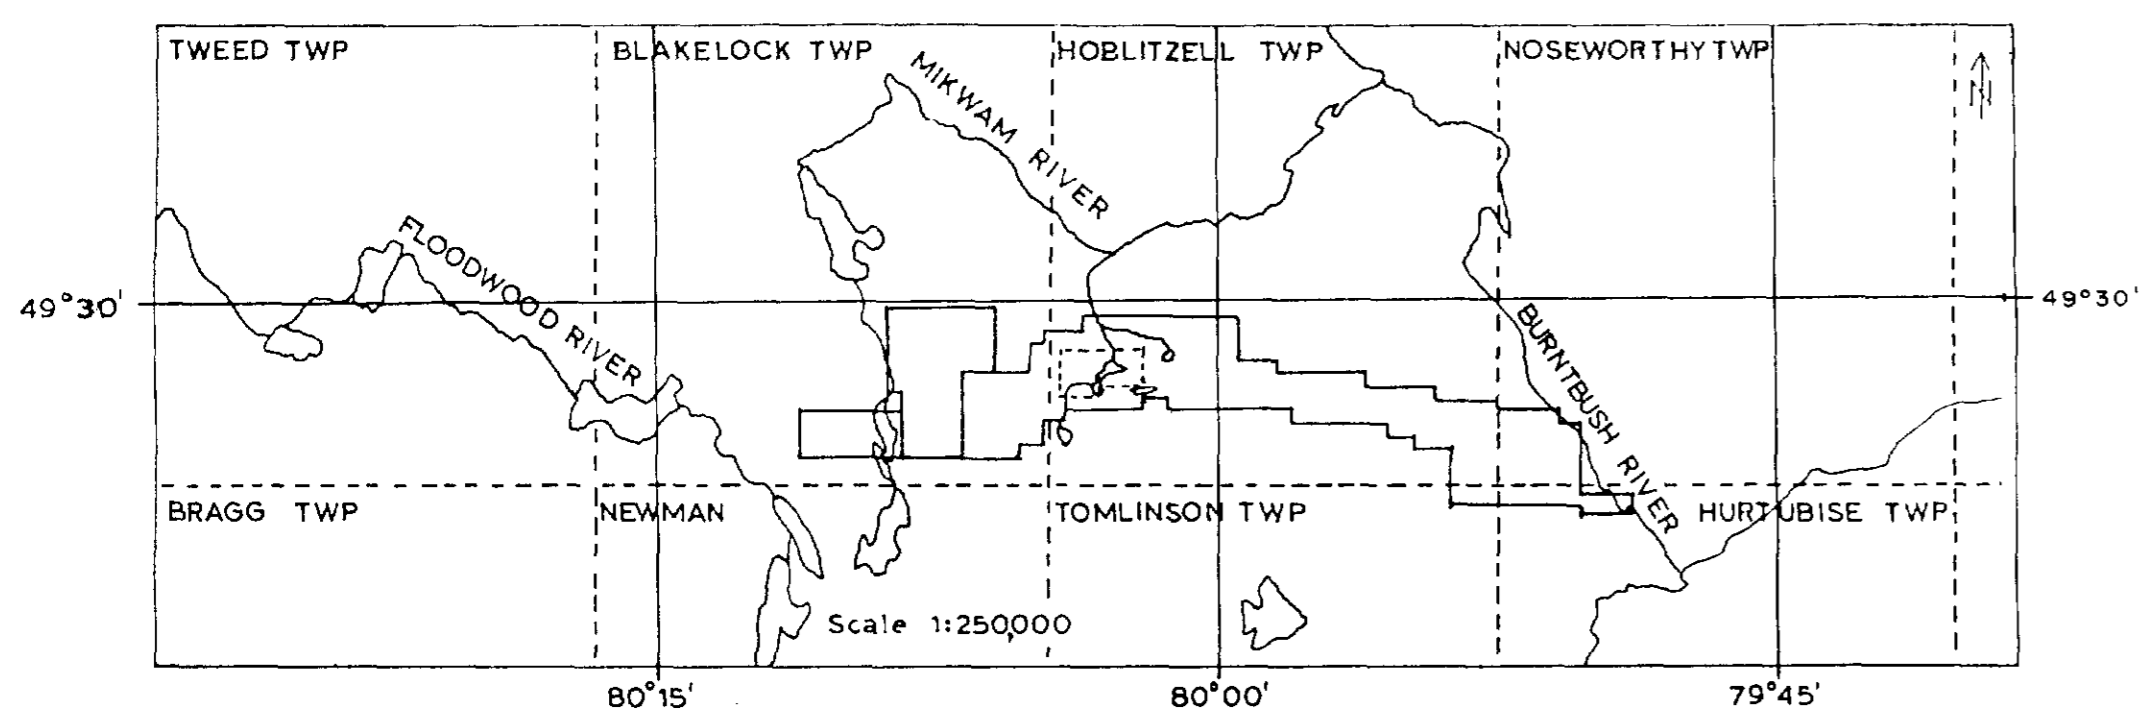 TWEED TWP
BLAKELOCK TWP
HOBLITZELL TWP
NOSEWORTHY TWP
N
MIKWAM RIVER
FLOODWOOD RIVER
49°30'
49°30'
BURNTBUSH RIVER
BRAGG TWP
NEWMAN
TOMLINSON TWP
HURTUBISE TWP
Scale 1:250,000
80°15'
80°00'
79°45'